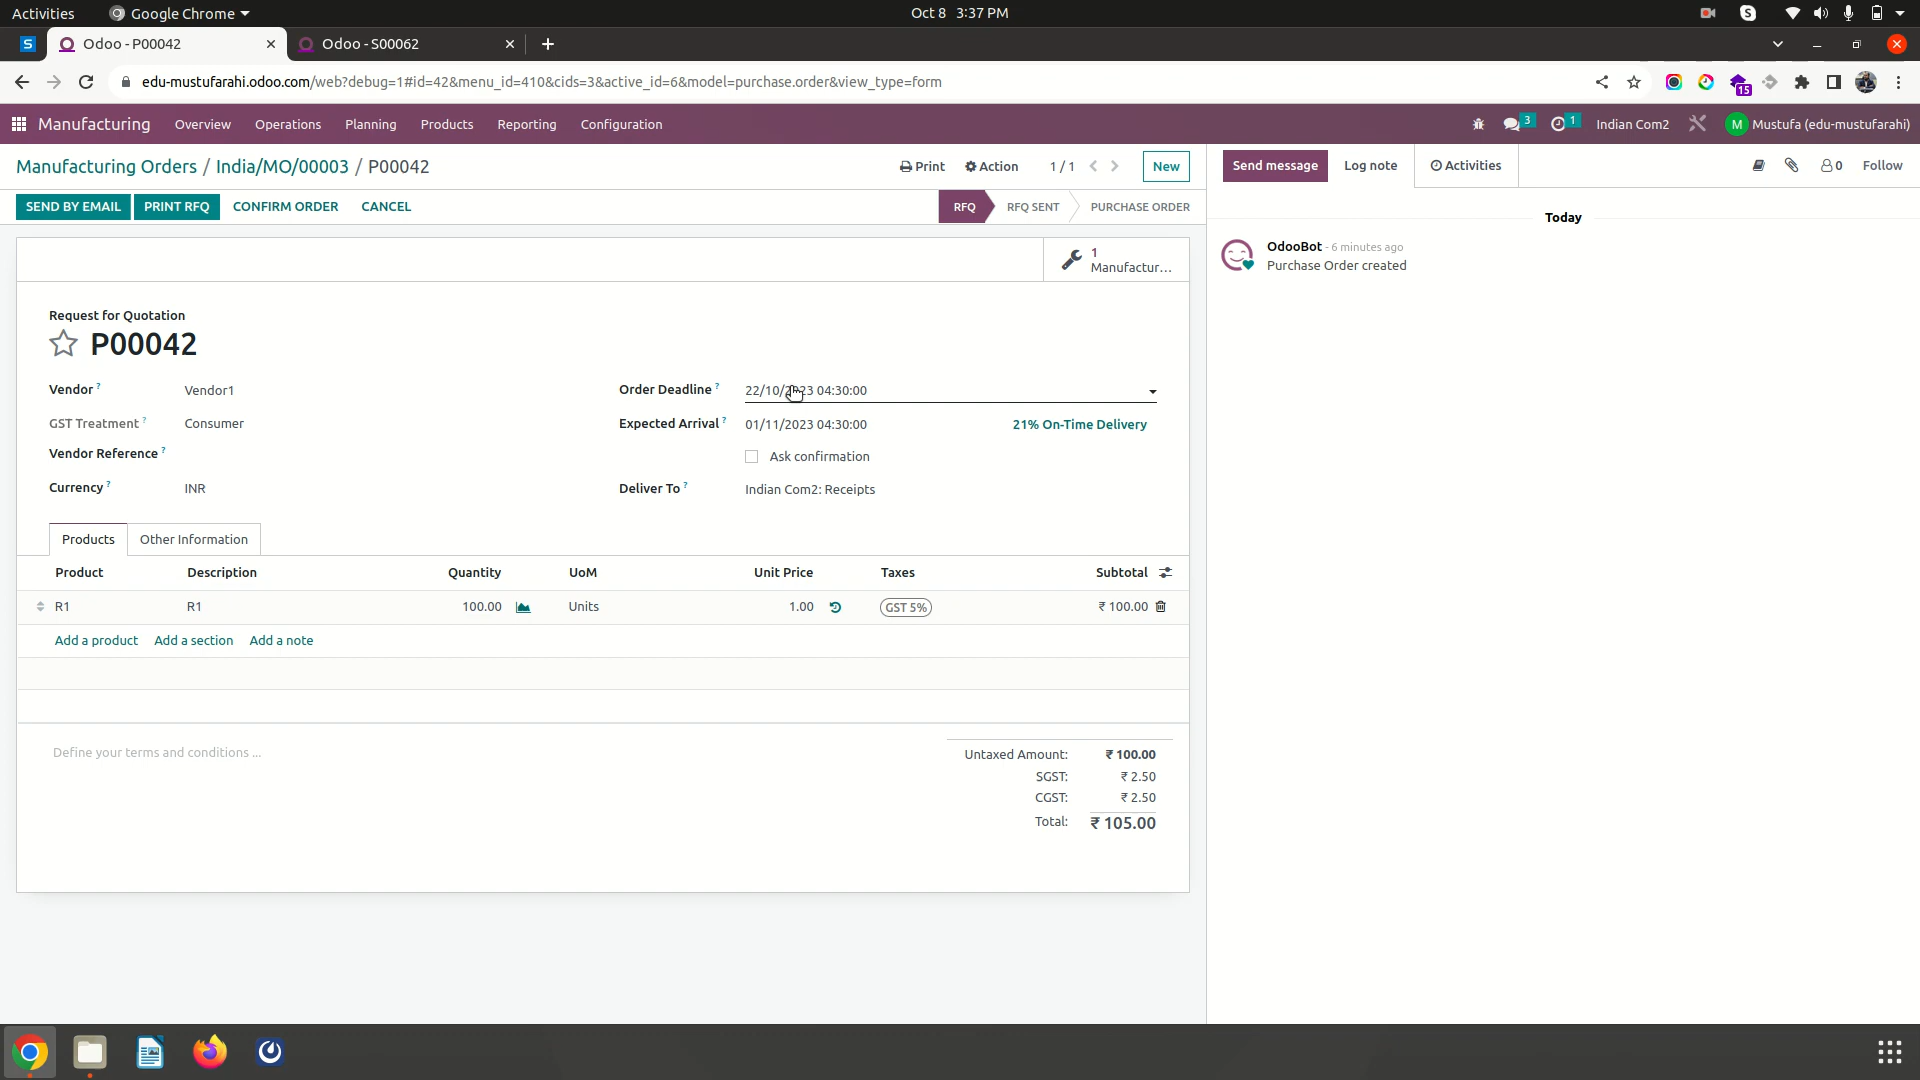 Activities Google Chrome Oct 8 3:37 PM
Odoo - P00042 Odoo - S00062
edu-mustufarahi.odoo.com/web?debug=1#id=42&menu_id=410&cids=3&active_id=6&model=purchase.order&view_type=form 15
Manufacturing Overview Operations Planning Products Reporting Configuration 3 1 Indian Com2 M Mustufa (edu-mustufarahi)
Manufacturing Orders / India/MO/00003 / P00042 Print Action 1 / 1 New Send message Log note Activities 0 Follow
SEND BY EMAIL PRINT RFQ CONFIRM ORDER CANCEL RFQ RFQ SENT PURCHASE ORDER
Today
OdooBot - 6 minutes ago
Purchase Order created
1
Manufactur...
Request for Quotation
P00042
Vendor ? Vendor1 Order Deadline ? 22/10/2023 04:30:00
GST Treatment ? Consumer Expected Arrival ? 01/11/2023 04:30:00 21% On-Time Delivery
Vendor Reference ? Ask confirmation
Currency ? INR Deliver To ? Indian Com2: Receipts
Products Other Information
Product Description Quantity UoM Unit Price Taxes Subtotal
R1 R1 100.00 Units 1.00 GST 5% ₹ 100.00
Add a product Add a section Add a note
Define your terms and conditions ...
Untaxed Amount: ₹ 100.00
SGST: ₹ 2.50
CGST: ₹ 2.50
Total: ₹ 105.00